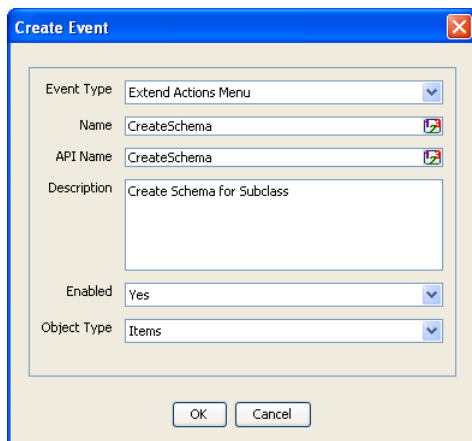 Create Event
Event Type Extend Actions Menu
Name CreateSchema
API Name CreateSchema
Description Create Schema for Subclass
Enabled Yes
Object Type Items
OK Cancel